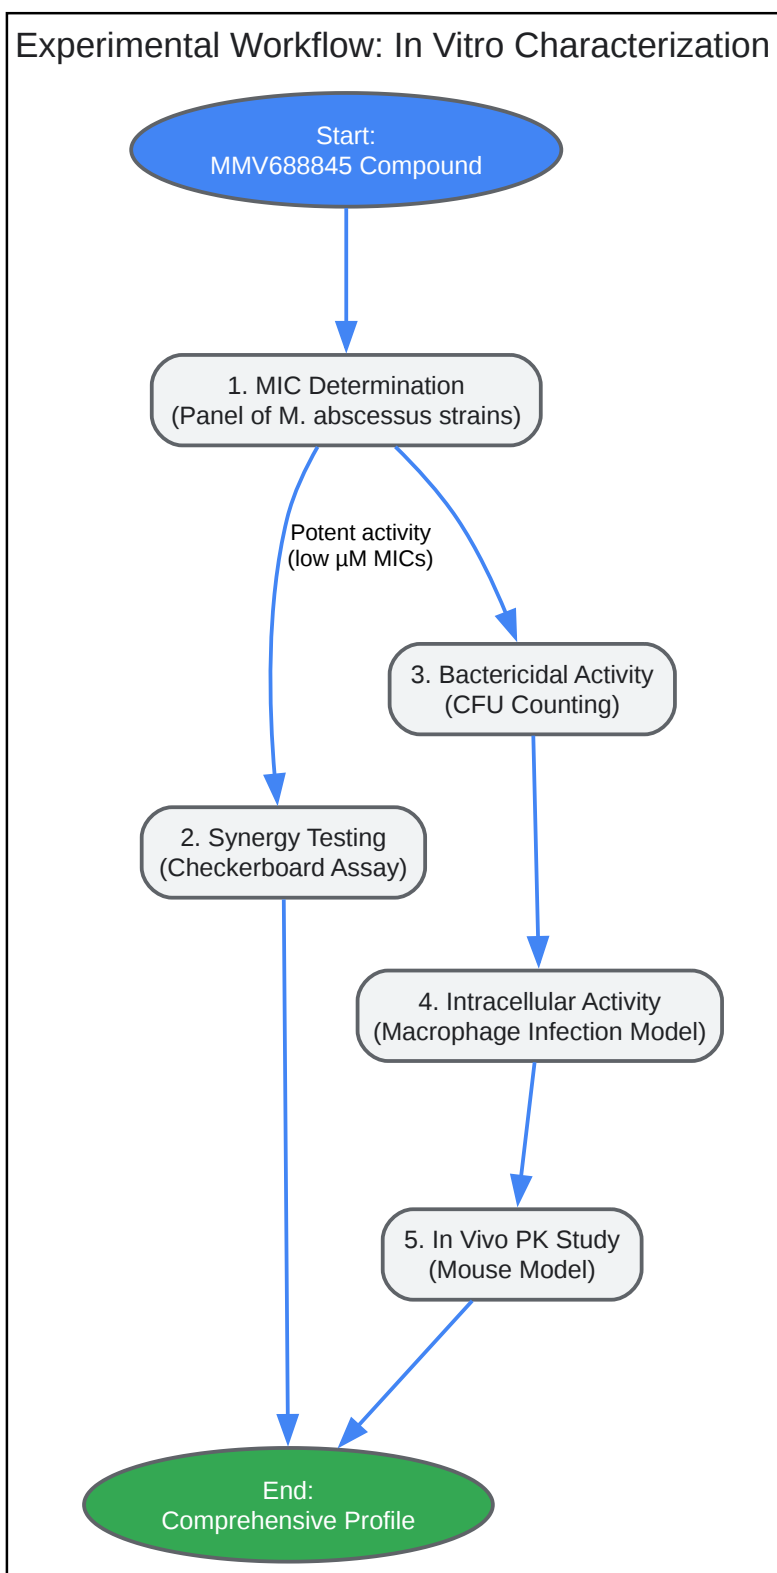 Experimental Workflow: In Vitro Characterization
Start:
MMV688845 Compound
1. MIC Determination
(Panel of M. abscessus strains)
Potent activity
(low µM MICs)
3. Bactericidal Activity
(CFU Counting)
2. Synergy Testing
(Checkerboard Assay)
4. Intracellular Activity
(Macrophage Infection Model)
5. In Vivo PK Study
(Mouse Model)
End:
Comprehensive Profile